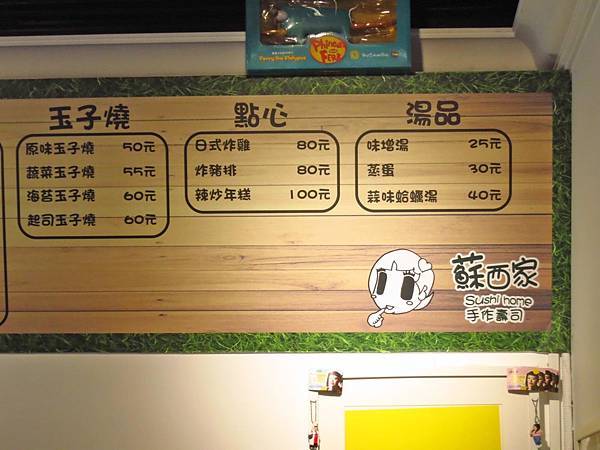 Phineas and FERB
Perry the Platypus
玉子燒
原味玉子燒 50元
蔬菜玉子燒 55元
海苔玉子燒 60元
起司玉子燒 60元
點心
日式炸雞 80元
炸豬排 80元
辣炒年糕 100元
湯品
味增湯 25元
蒸蛋 30元
蒜味蛤蠣湯 40元
蘇西家
Sushi home
手作壽司